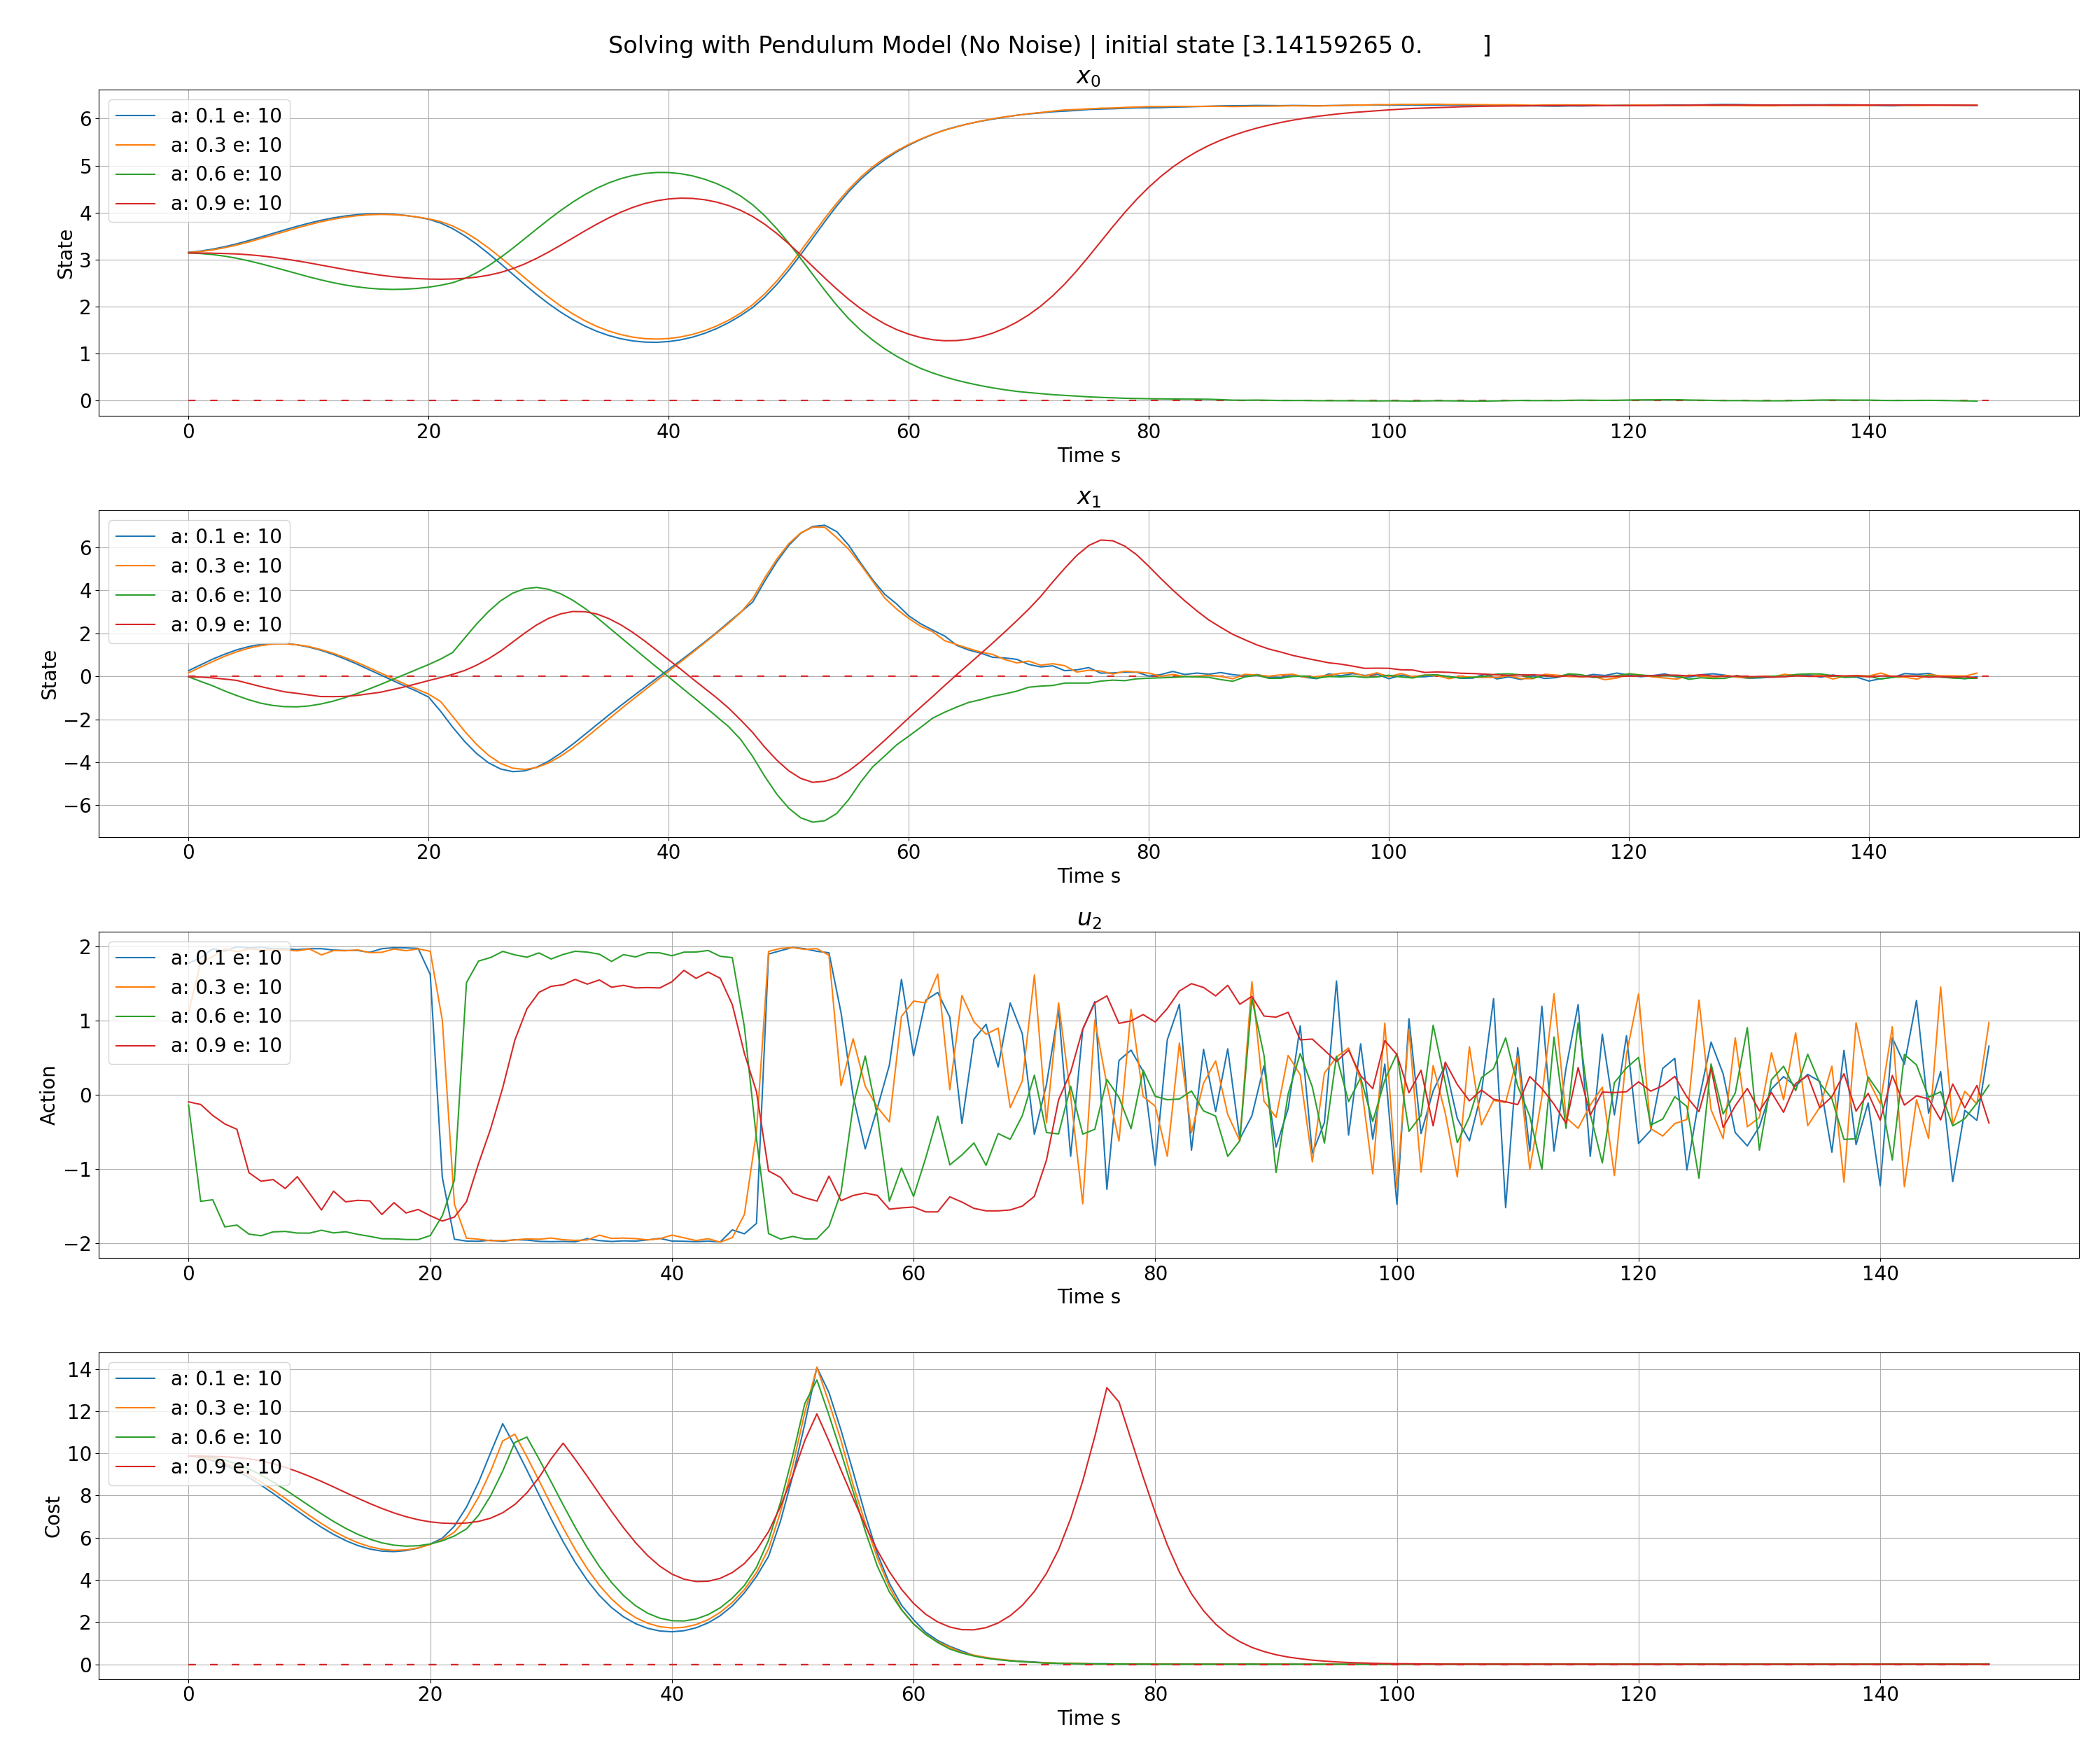 Solving with Pendulum Model (No Noise) | initial state [3.14159265 0.         ]
x0
State
6
5
4
3
2
1
0
a: 0.1 e: 10
a: 0.3 e: 10
a: 0.6 e: 10
a: 0.9 e: 10
0 20 40 60 80 100 120 140
Time s
x1
State
6
4
2
0
−2
−4
−6
a: 0.1 e: 10
a: 0.3 e: 10
a: 0.6 e: 10
a: 0.9 e: 10
0 20 40 60 80 100 120 140
Time s
u2
Action
2
1
0
−1
−2
a: 0.1 e: 10
a: 0.3 e: 10
a: 0.6 e: 10
a: 0.9 e: 10
0 20 40 60 80 100 120 140
Time s
Cost
14
12
10
8
6
4
2
0
a: 0.1 e: 10
a: 0.3 e: 10
a: 0.6 e: 10
a: 0.9 e: 10
0 20 40 60 80 100 120 140
Time s